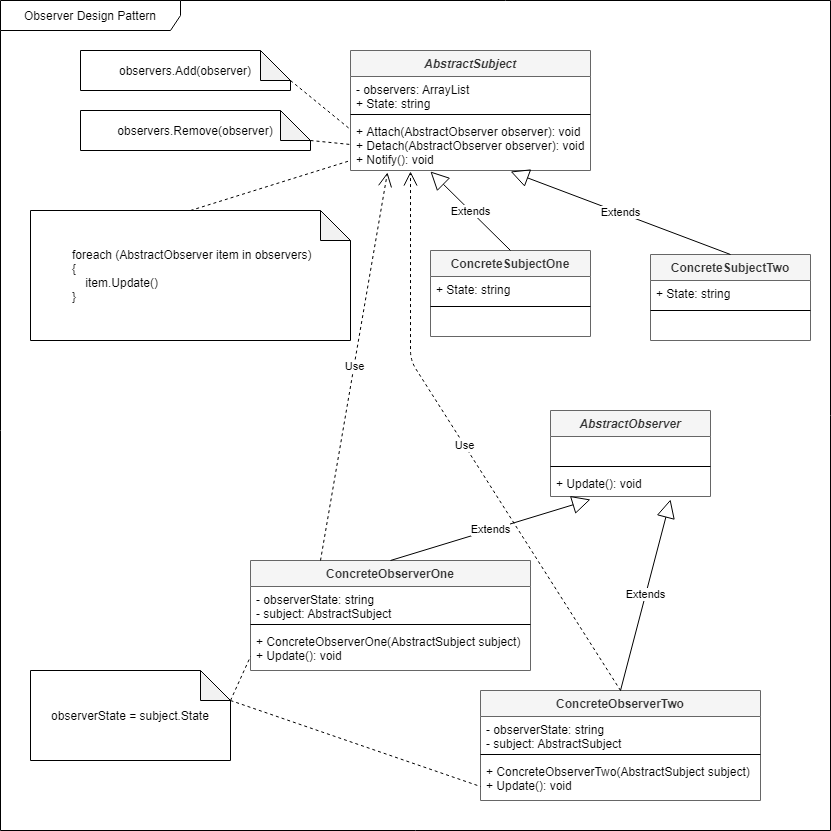 Observer Design Pattern
observers.Add(observer)
observers.Remove(observer)
foreach (AbstractObserver item in observers)
{
item.Update()
}
AbstractSubject
- observers: ArrayList
+ State: string
+ Attach(AbstractObserver observer): void
+ Detach(AbstractObserver observer): void
+ Notify(): void
Extends
Extends
ConcreteSubjectOne
+ State: string
ConcreteSubjectTwo
+ State: string
Use
Use
AbstractObserver
+ Update(): void
Extends
Extends
ConcreteObserverOne
- observerState: string
- subject: AbstractSubject
+ ConcreteObserverOne(AbstractSubject subject)
+ Update(): void
observerState = subject.State
ConcreteObserverTwo
- observerState: string
- subject: AbstractSubject
+ ConcreteObserverTwo(AbstractSubject subject)
+ Update(): void